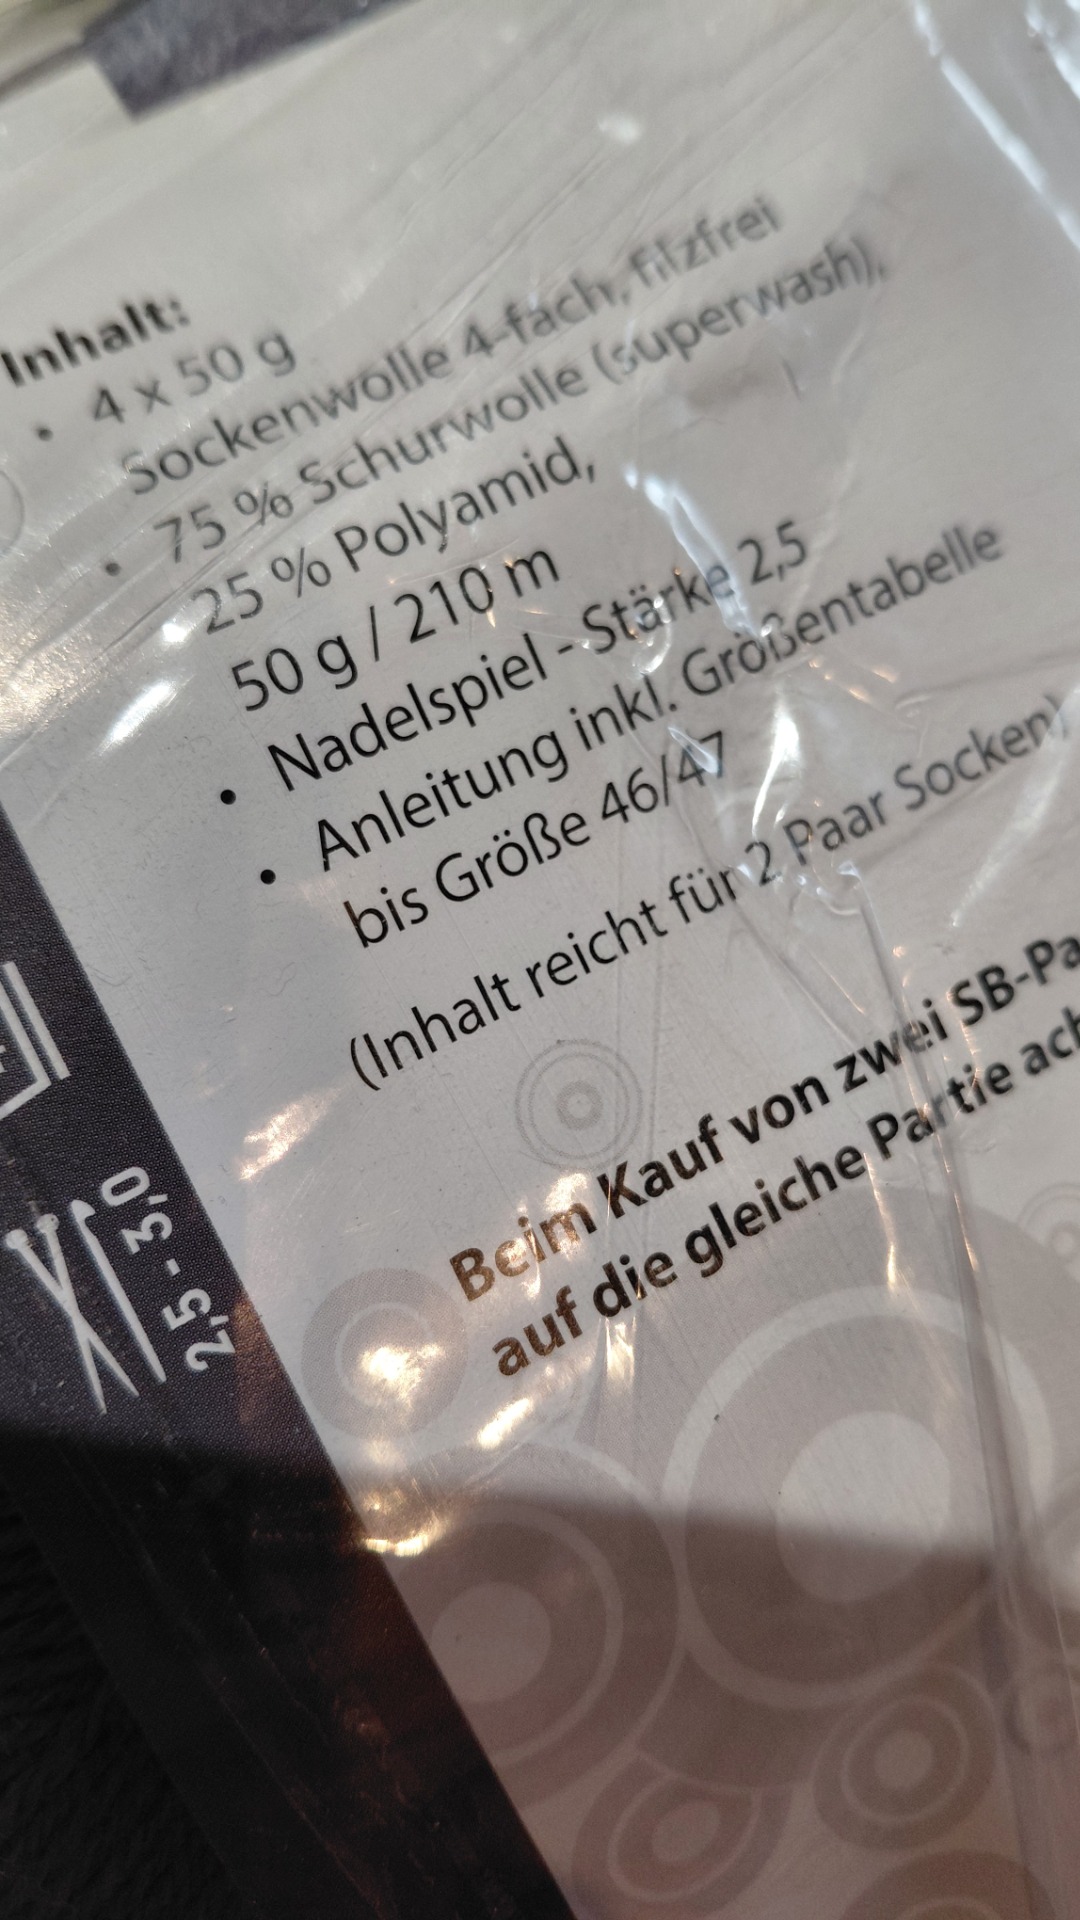 Inhalt:
• 4 x 50 g
Sockenwolle 4-fach, filzfrei
• 75 % Schurwolle (superwash),
25 % Polyamid,
50 g / 210 m
• Nadelspiel - Stärke 2,5
• Anleitung inkl. Größentabelle
bis Größe 46/47
(Inhalt reicht für 2 Paar Socken)
Beim Kauf von zwei SB-Pa
auf die gleiche Partie ach
2,5 - 3,0